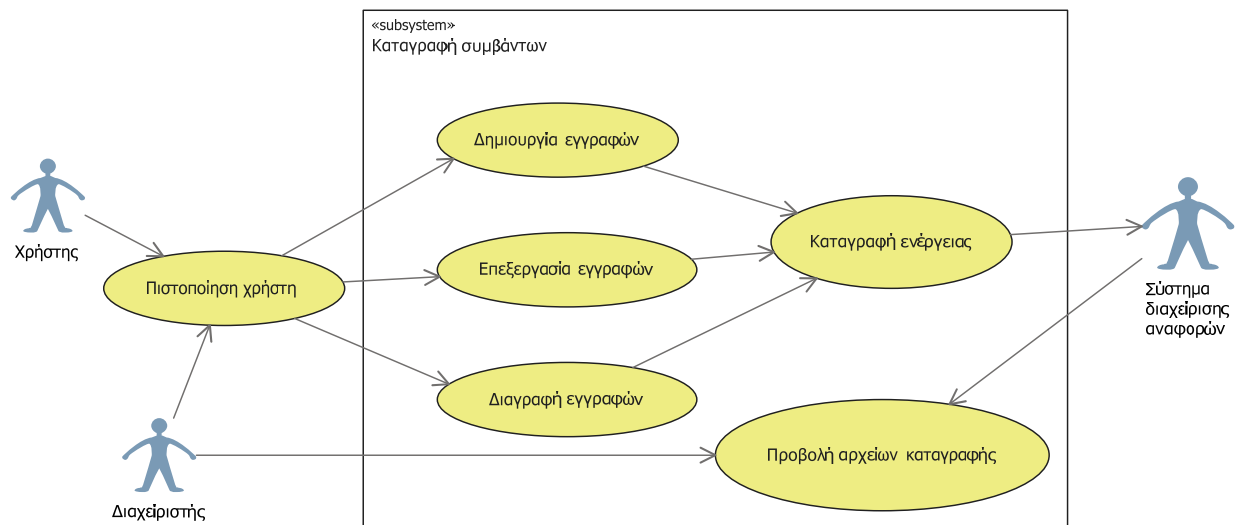 «subsystem»
Καταγραφή συμβάντων
Δημιουργία εγγραφών
Χρήστης
Καταγραφή ενέργειας
Επεξεργασία εγγραφών
Πιστοποίηση χρήστη
Σύστημα
διαχείρισης
αναφορών
Διαγραφή εγγραφών
Προβολή αρχείων καταγραφής
Διαχειριστής